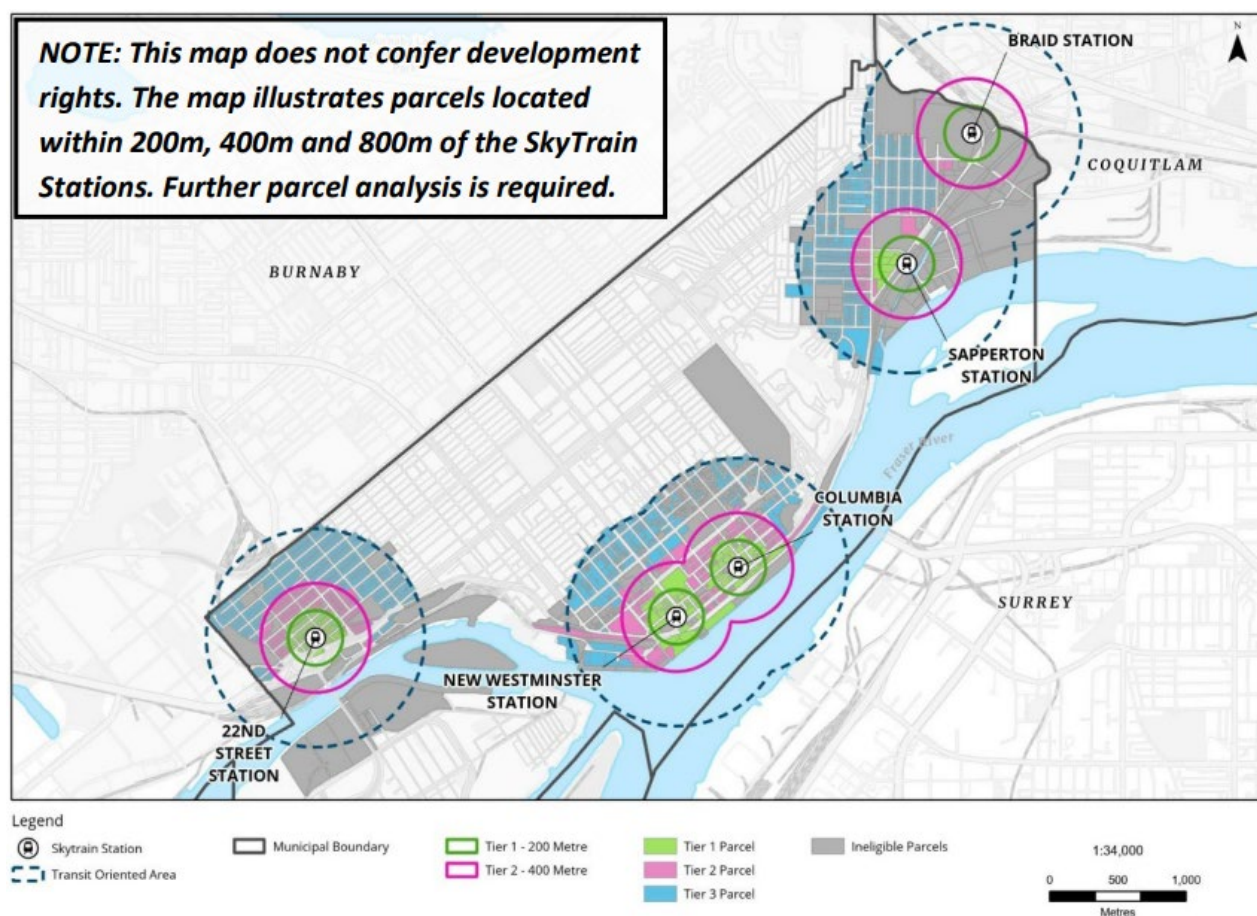 NOTE: This map does not confer development
rights. The map illustrates parcels located
within 200m, 400m and 800m of the SkyTrain
Stations. Further parcel analysis is required.
BRAID STATION
N
COQUITLAM
BURNABY
SAPPERTON
STATION
Fraser River
COLUMBIA
STATION
SURREY
NEW WESTMINSTER
STATION
22ND
STREET
STATION
Legend
Skytrain Station
Municipal Boundary
Tier 1 - 200 Metre
Tier 1 Parcel
Ineligible Parcels
Transit Oriented Area
Tier 2 - 400 Metre
Tier 2 Parcel
Tier 3 Parcel
1:34,000
0 500 1,000
Metres